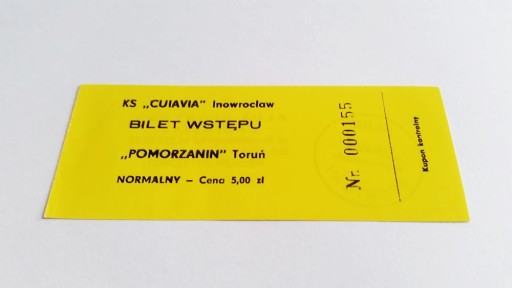 KS „CUIAVIA" Inowrocław
BILET WSTĘPU
„POMORZANIN" Toruń
NORMALNY – Cena 5,00 zł
Nr. 000155
Kupon kontrolny